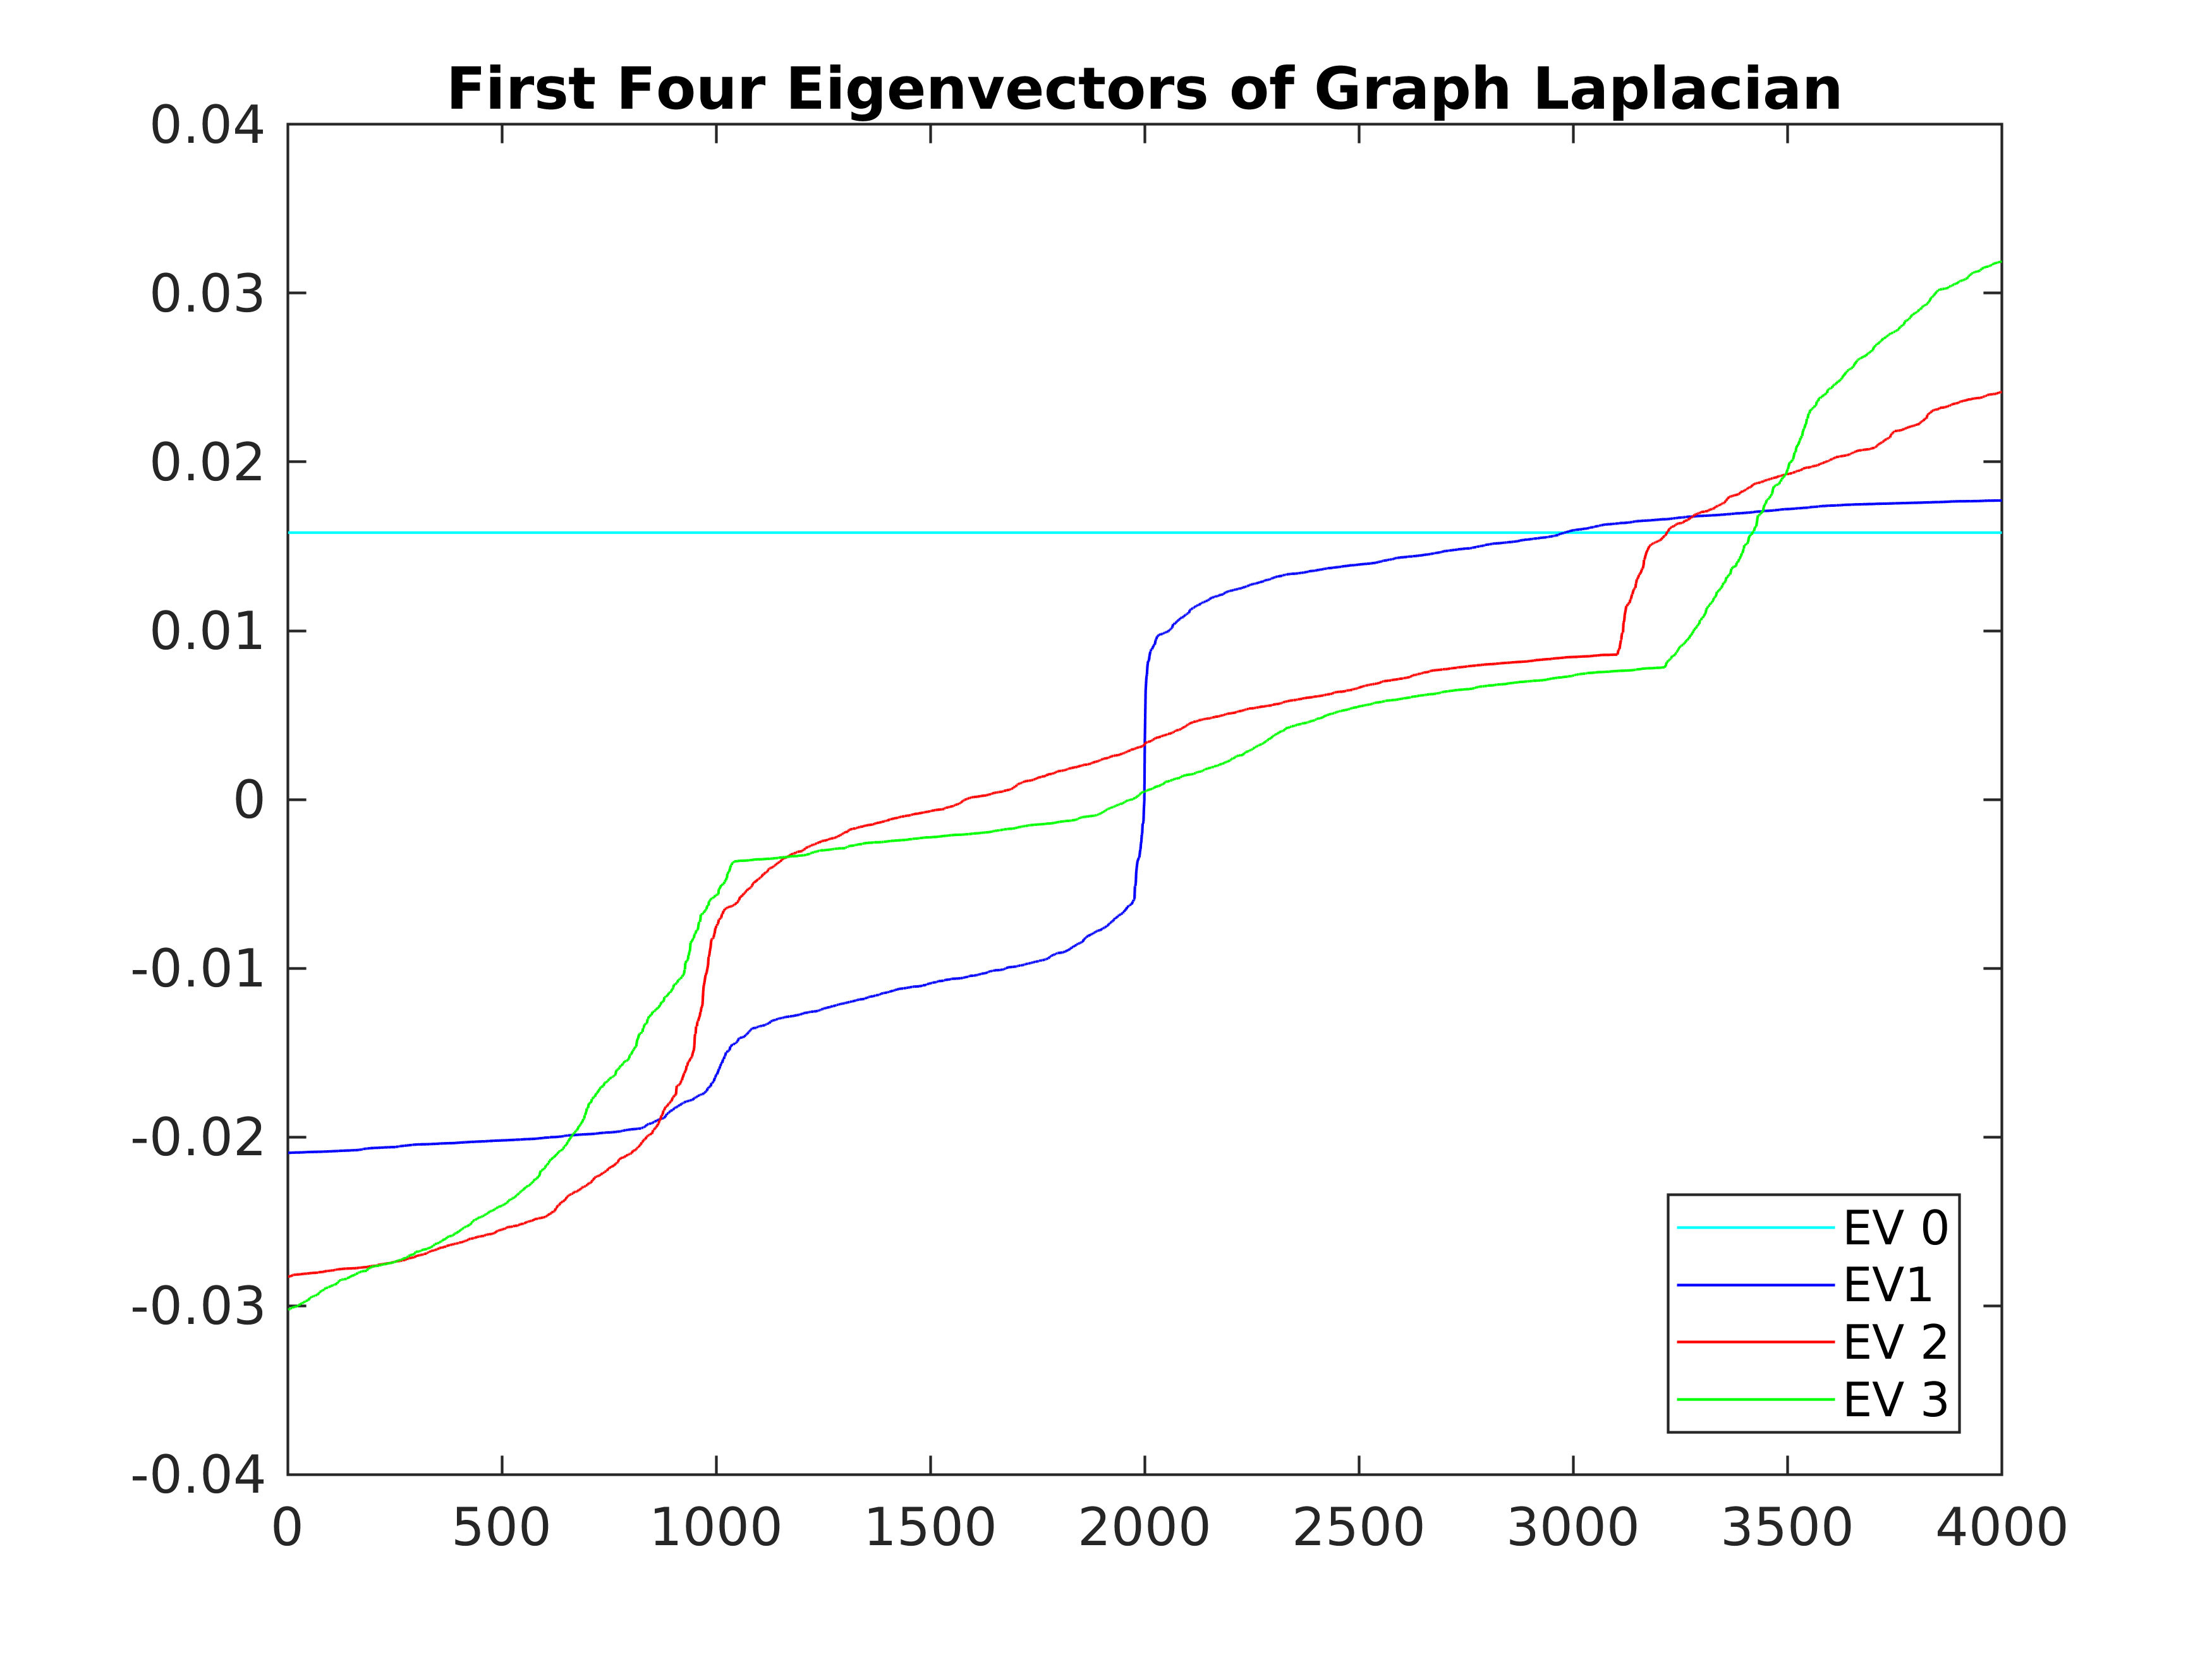 First Four Eigenvectors of Graph Laplacian
0.04
0.03
0.02
0.01
0
-0.01
-0.02
-0.03
-0.04
EV 0
EV1
EV 2
EV 3
0 500 1000 1500 2000 2500 3000 3500 4000